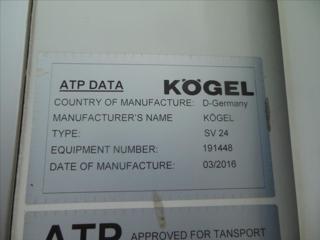 ATP DATA KÖGEL
COUNTRY OF MANUFACTURE: D-Germany
MANUFACTURER'S NAME KÖGEL
TYPE: SV 24
EQUIPMENT NUMBER: 191448
DATE OF MANUFACTURE: 03/2016
ATP APPROVED FOR TANSPORT